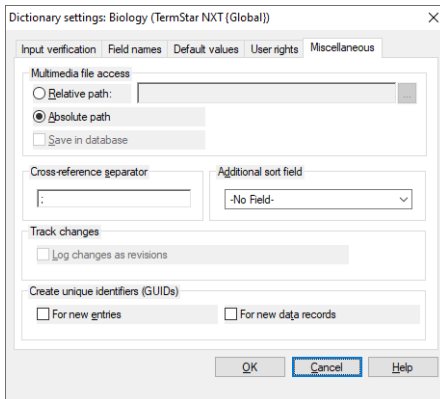 Dictionary settings: Biology (TermStar NXT {Global})
Input verification Field names Default values User rights Miscellaneous
Multimedia file access
Relative path: ...
Absolute path
Save in database
Cross-reference separator Additional sort field
; -No Field-
Track changes
Log changes as revisions
Create unique identifiers (GUIDs)
For new entries For new data records
OK Cancel Help